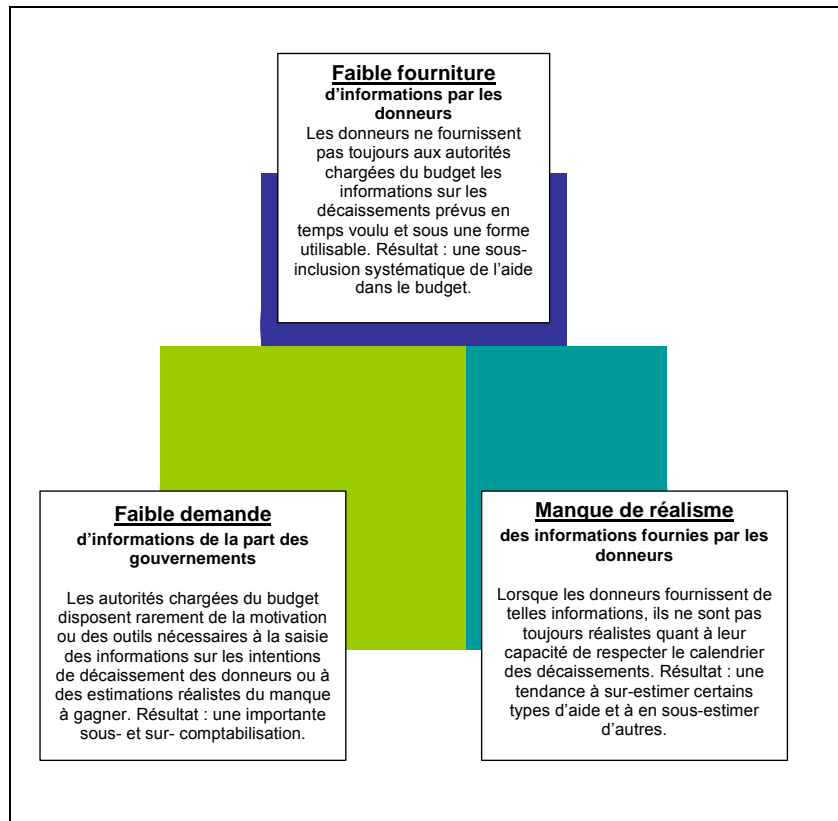 Faible fourniture
d’informations par les
donneurs
Les donneurs ne fournissent
pas toujours aux autorités
chargées du budget les
informations sur les
décaissements prévus en
temps voulu et sous une forme
utilisable. Résultat : une sous-
inclusion systématique de l’aide
dans le budget.
Faible demande
d’informations de la part des
gouvernements
Les autorités chargées du budget
disposent rarement de la motivation
ou des outils nécessaires à la saisie
des informations sur les intentions
de décaissement des donneurs ou à
des estimations réalistes du manque
à gagner. Résultat : une importante
sous- et sur- comptabilisation.
Manque de réalisme
des informations fournies par les
donneurs
Lorsque les donneurs fournissent de
telles informations, ils ne sont pas
toujours réalistes quant à leur
capacité de respecter le calendrier
des décaissements. Résultat : une
tendance à sur-estimer certains
types d’aide et à en sous-estimer
d’autres.